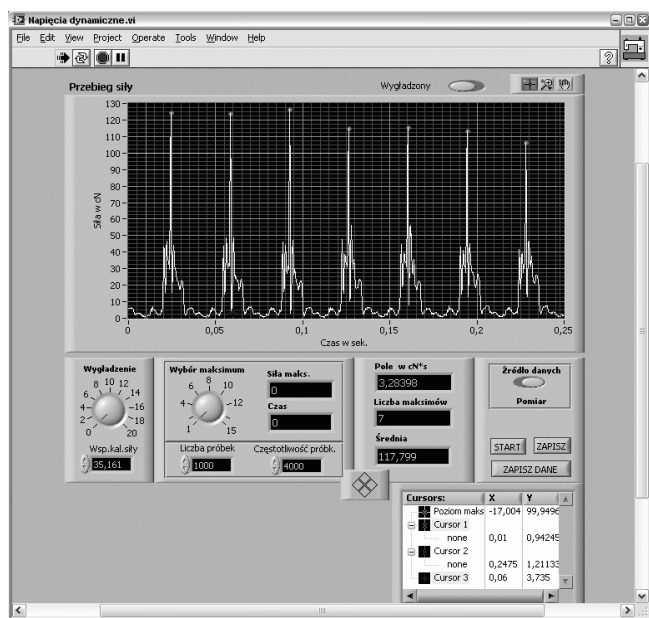 Napięcia dynamiczne.vi
File Edit View Project Operate Tools Window Help
Przebieg siły
Wygładzony
Siła w cN
130
120
110
100
90
80
70
60
50
40
30
20
10
0
0 0,05 0,1 0,15 0,2 0,25
Czas w sek.
Wygładzenie
0 2 4 6 8 10 12 14 16 18 20
Wsp.kal.siły
35,161
Wybór maksimum
1 4 6 8 10 12 15
Siła maks.
0
Czas
0
Liczba próbek
1000
Częstotliwość próbk.
4000
Pole w cN*s
3,28398
Liczba maksimów
7
Średnia
117,799
Żródło danych
Pomiar
START ZAPISZ
ZAPISZ DANE
Cursors: X Y
Poziom maks -17,004 99,9496
Cursor 1
none 0,01 0,94245
Cursor 2
none 0,2475 1,21133
Cursor 3 0,06 3,735